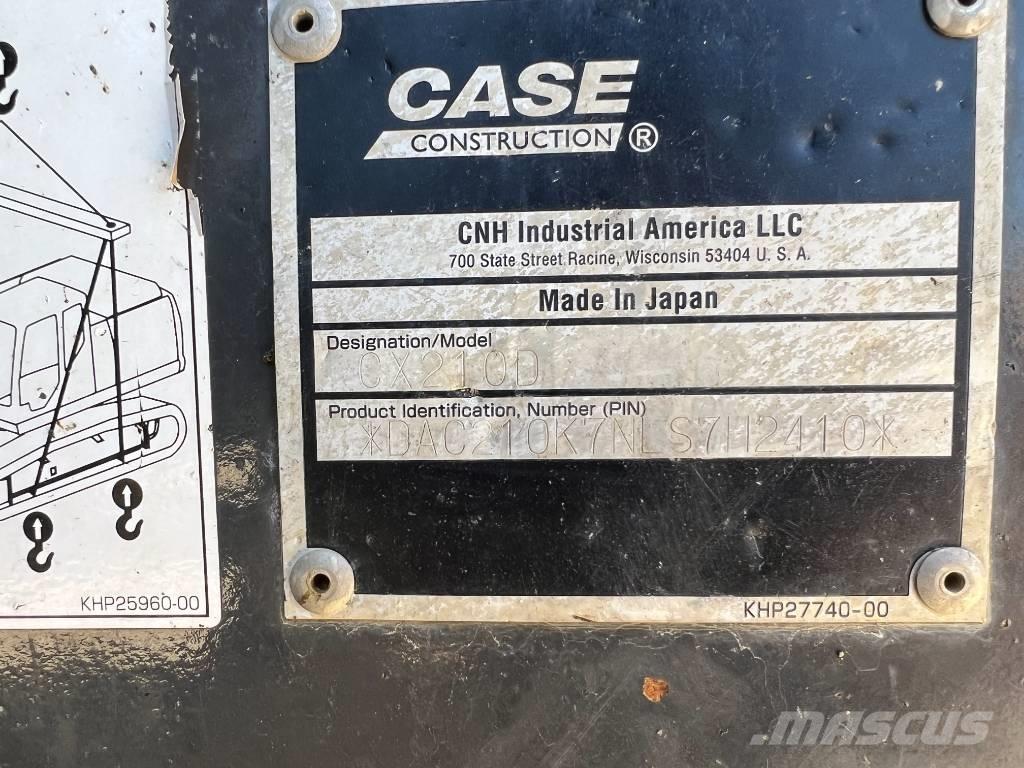 CASE
CONSTRUCTION ®
CNH Industrial America LLC
700 State Street Racine, Wisconsin 53404 U. S. A.
Made In Japan
Designation/Model
CX210D
Product Identification, Number (PIN)
*DAC210K7NLS7H2410*
KHP25960-00
KHP27740-00
MASCUS